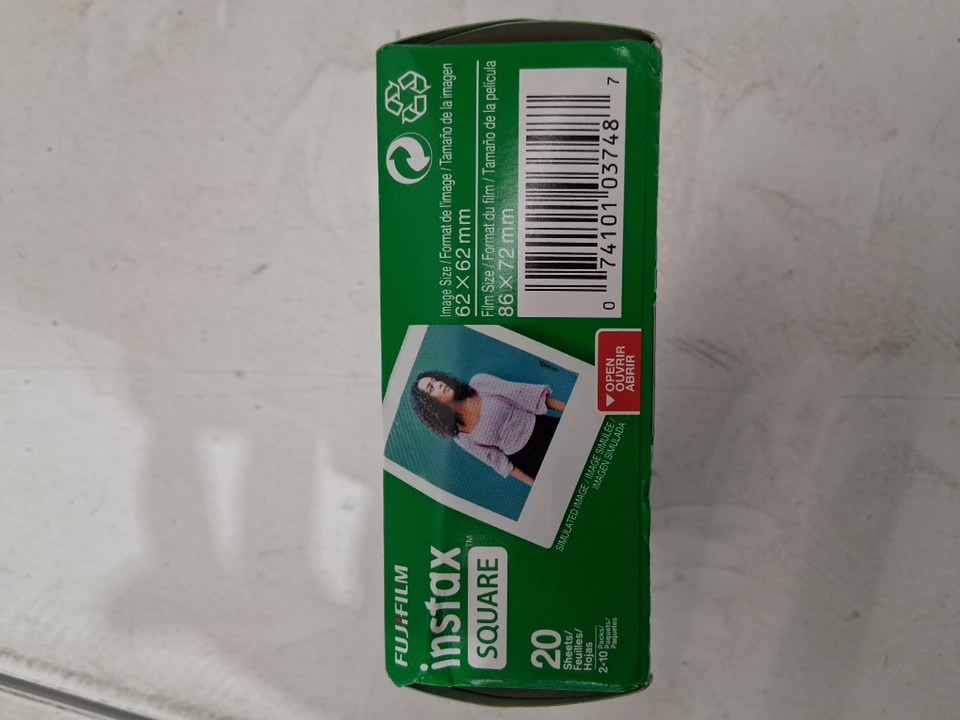 FUJIFILM
instax™
SQUARE
20
Sheets/
Feuilles/
Hojas
2-10 Packs/
Paquets/
Paquetes
SIMULATED IMAGE / IMAGE SIMULÉE /
IMAGEN SIMULADA
OPEN
OUVRIR
ABRIR
Image Size / Format de l'image / Tamaño de la imagen
62 × 62 mm
Film Size / Format du film / Tamaño de la película
86 × 72 mm
0 74101 03748 7